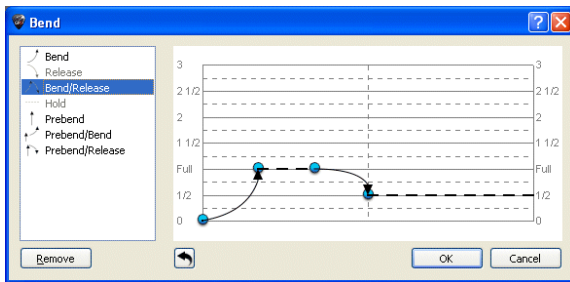 Bend
Bend
Release
Bend/Release
Hold
Prebend
Prebend/Bend
Prebend/Release
3
2 1/2
2
1 1/2
Full
1/2
0
3
2 1/2
2
1 1/2
Full
1/2
0
Remove
OK
Cancel